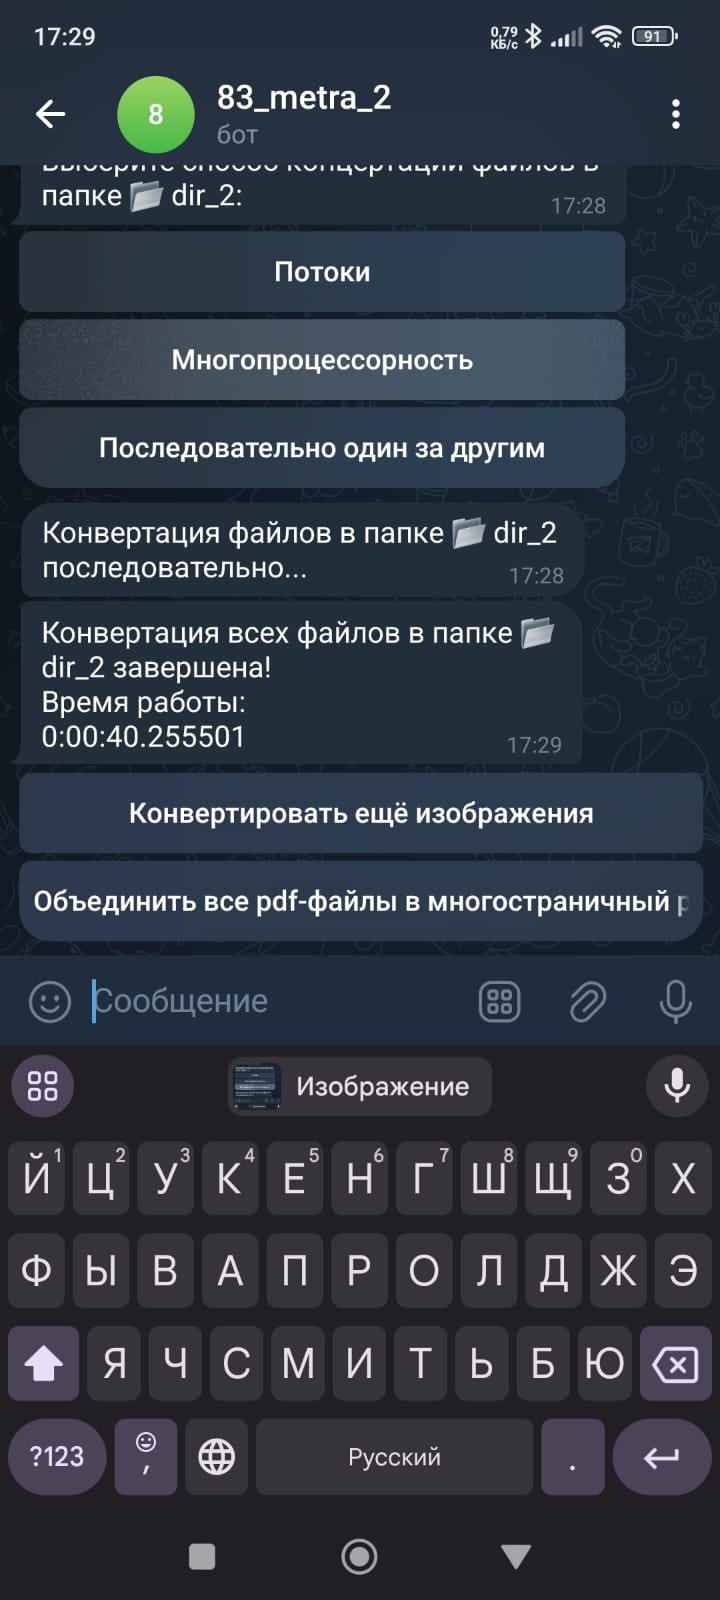 17:29
0,79
КБ/с
91
8
83_metra_2
бот
папке dir_2:
17:28
Потоки
Многопроцессорность
Последовательно один за другим
Конвертация файлов в папке dir_2
последовательно...
17:28
Конвертация всех файлов в папке
dir_2 завершена!
Время работы:
0:00:40.255501
17:29
Конвертировать ещё изображения
Объединить все pdf-файлы в многостраничный
Сообщение
Изображение
Й1 Ц2 У3 К4 Е5 Н6 Г7 Ш8 Щ9 З0 Х
Ф Ы В А П Р О Л Д Ж Э
Я Ч С М И Т Ь Б Ю
?123 , Русский .